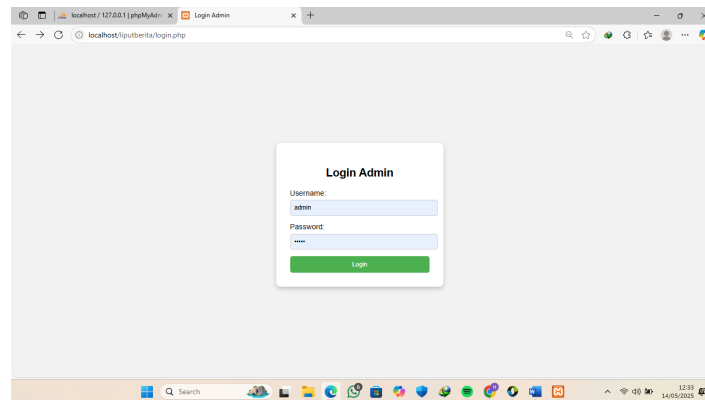 localhost / 127.0.0.1 | phpMyAdm
Login Admin
localhost/liputberita/login.php
Login Admin
Username:
admin
Password:
•••••
Login
Search
12:33
14/05/2025